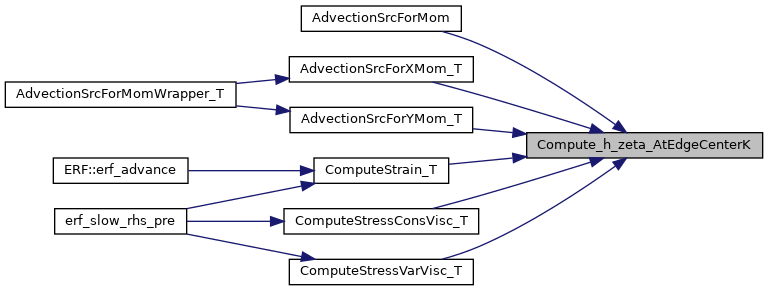 AdvectionSrcForMom
AdvectionSrcForXMom_T
AdvectionSrcForMomWrapper_T
AdvectionSrcForYMom_T
Compute_h_zeta_AtEdgeCenterK
ERF::erf_advance
ComputeStrain_T
erf_slow_rhs_pre
ComputeStressConsVisc_T
ComputeStressVarVisc_T